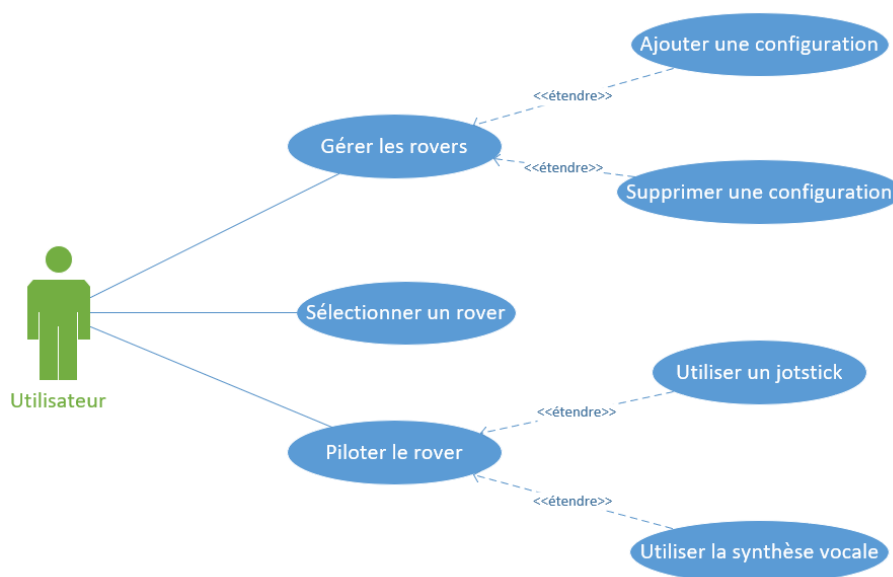 Ajouter une configuration
<<étendre>>
Gérer les rovers
<<étendre>>
Supprimer une configuration
Sélectionner un rover
Utilisateur
Utiliser un jotstick
<<étendre>>
Piloter le rover
<<étendre>>
Utiliser la synthèse vocale